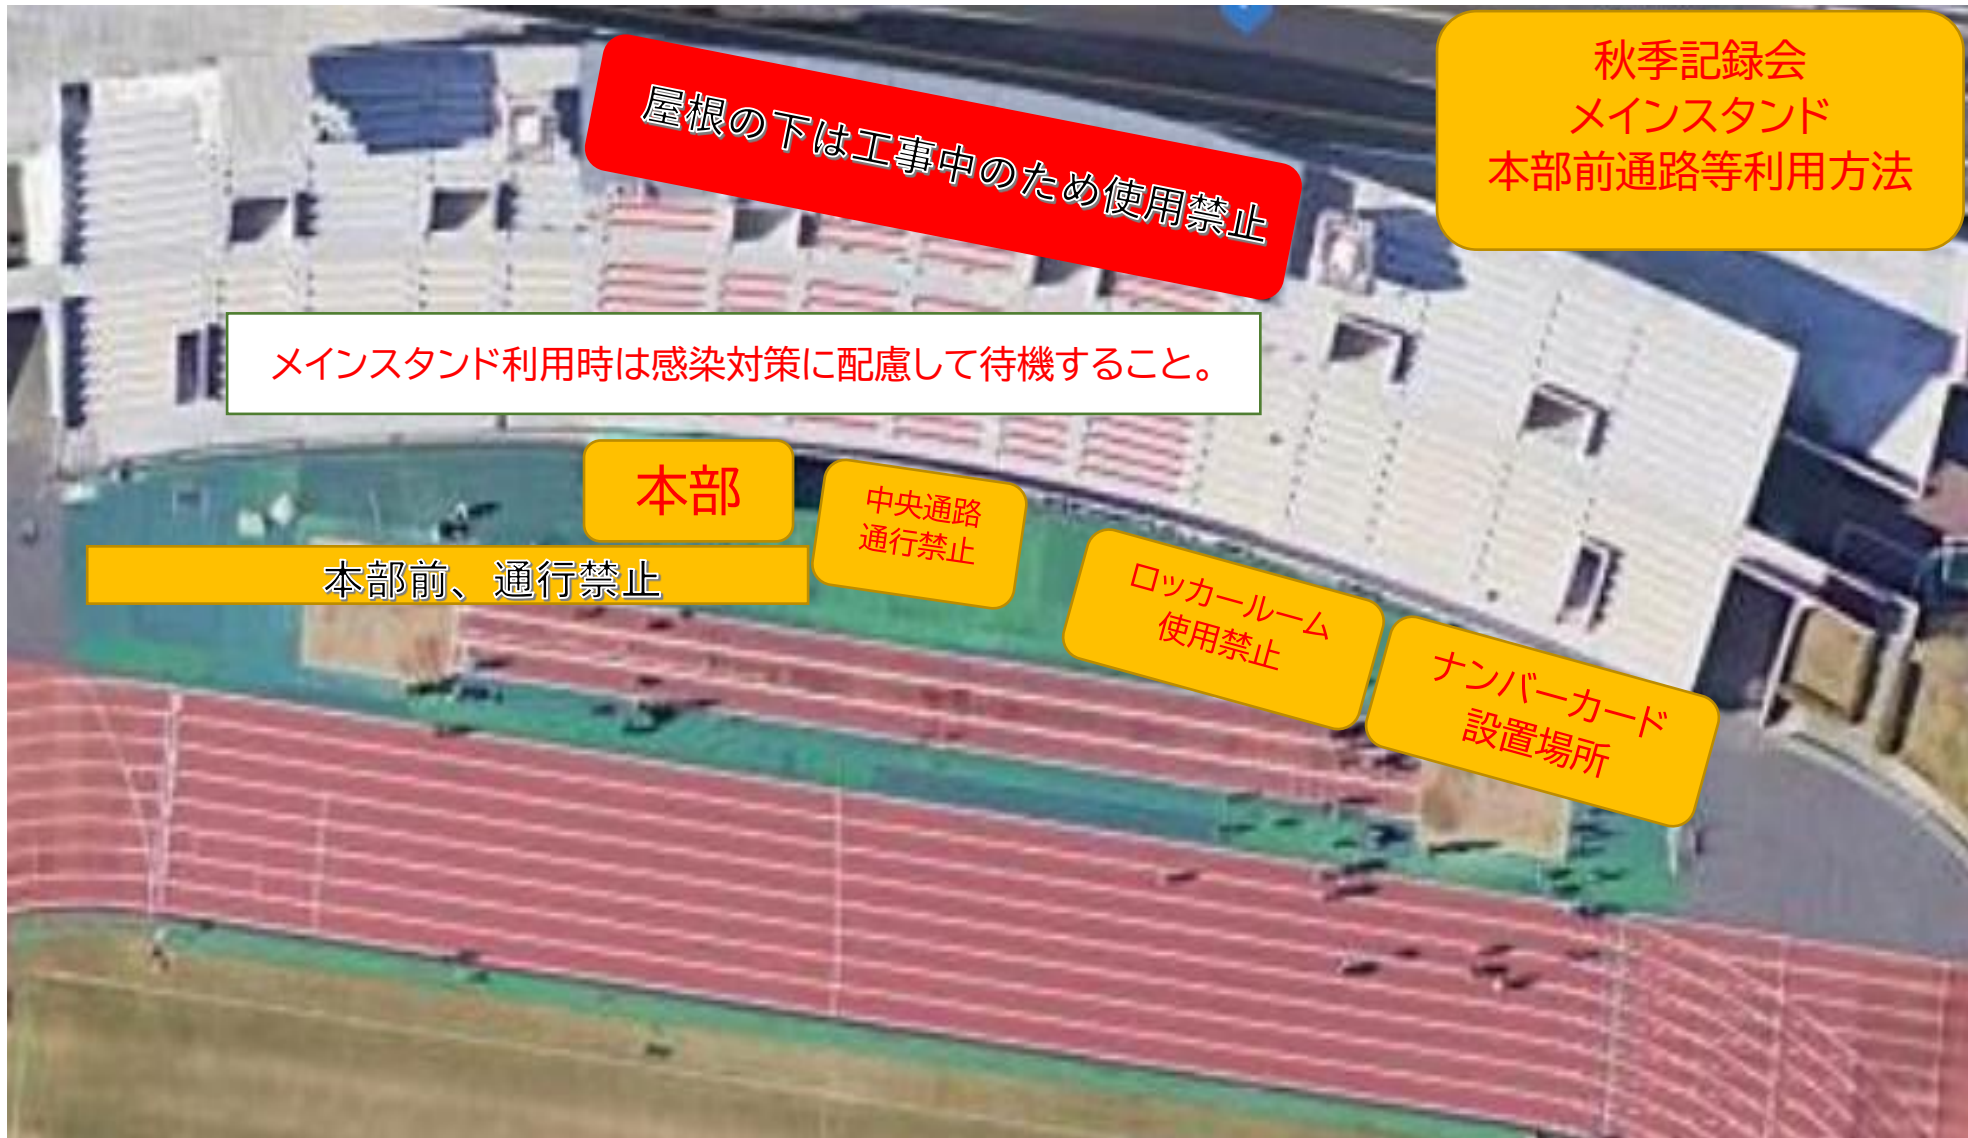 秋季記録会
メインスタンド
本部前通路等利用方法
屋根の下は工事中のため使用禁止
メインスタンド利用時は感染対策に配慮して待機すること。
本部
中央通路
通行禁止
本部前、通行禁止
ロッカールーム
使用禁止
ナンバーカード
設置場所